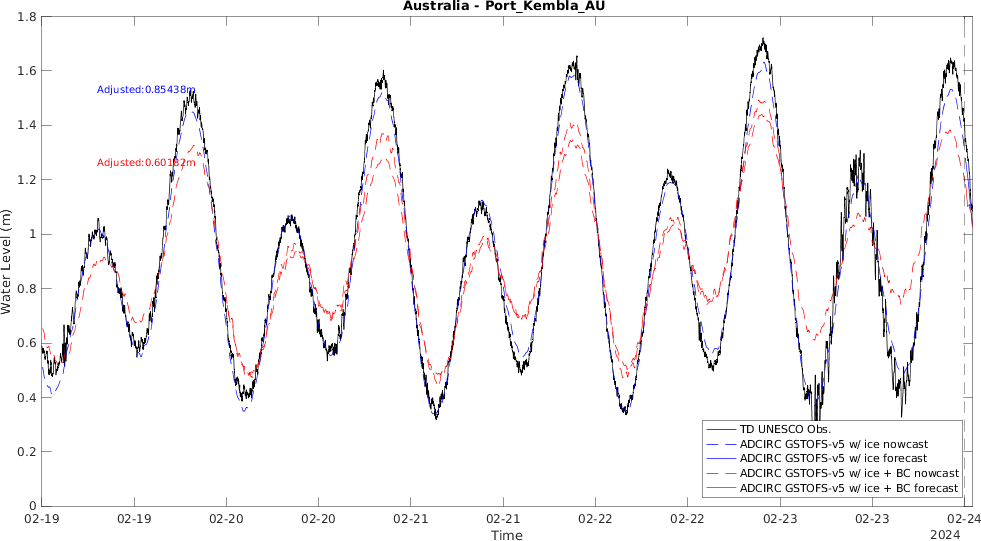 Australia - Port_Kembla_AU
1.8
1.6
1.4
1.2
1
0.8
0.6
0.4
0.2
0
Water Level (m)
Adjusted:0.85438m
Adjusted:0.60182m
TD UNESCO Obs.
ADCIRC GSTOFS-v5 w/ ice nowcast
ADCIRC GSTOFS-v5 w/ ice forecast
ADCIRC GSTOFS-v5 w/ ice + BC nowcast
ADCIRC GSTOFS-v5 w/ ice + BC forecast
02-19 02-19 02-20 02-20 02-21 02-21 02-22 02-22 02-23 02-23 02-24
Time
2024